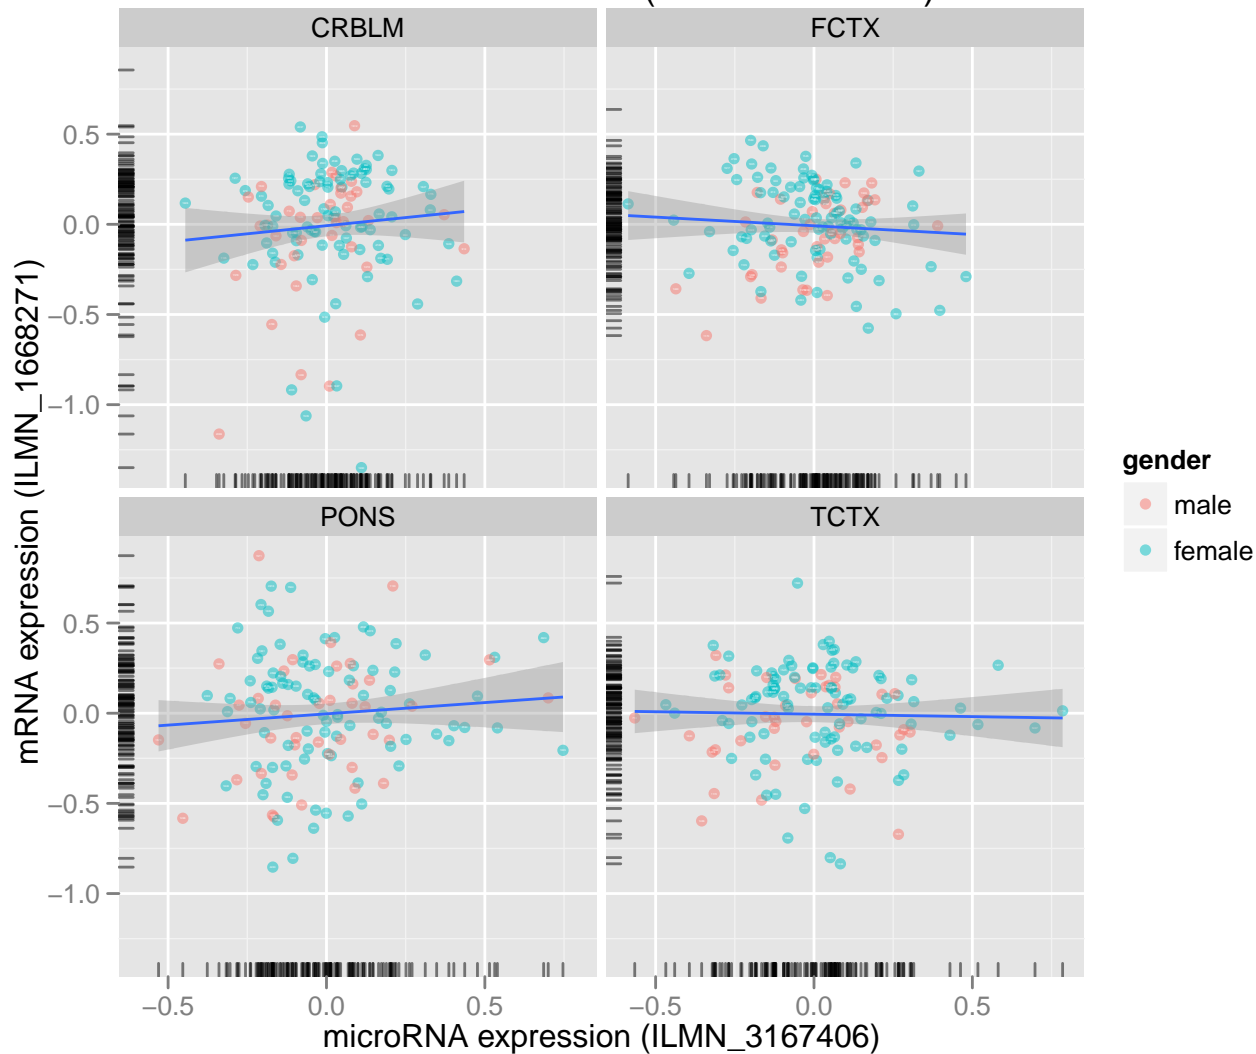 CRBLM
FCTX
0.5
0.0
−0.5
−1.0
PONS
TCTX
0.5
0.0
−0.5
−1.0
−0.5 0.0 0.5
−0.5 0.0 0.5
microRNA expression (ILMN_3167406)
mRNA expression (ILMN_1668271)
gender
male
female